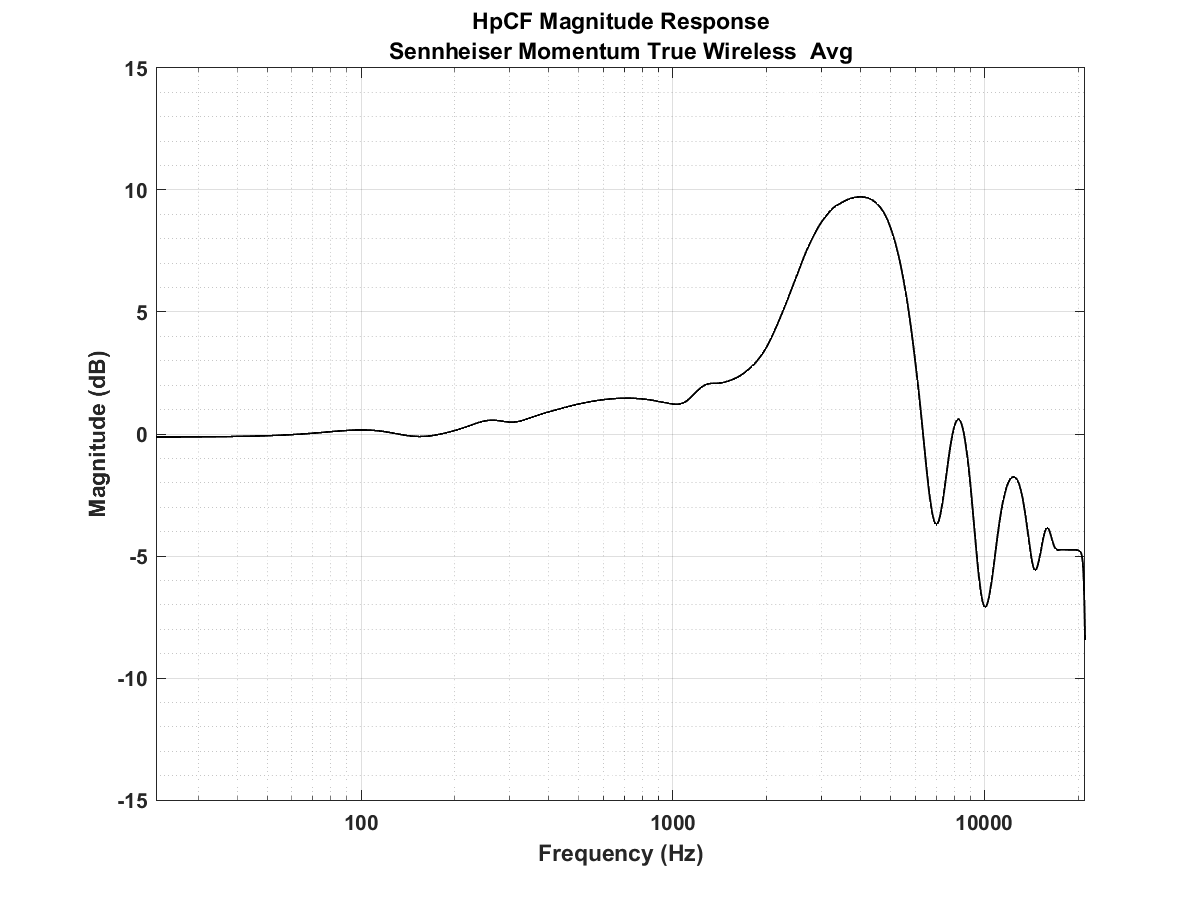 HpCF Magnitude Response
Sennheiser Momentum True Wireless  Avg
15
10
5
0
-5
-10
-15
Magnitude (dB)
100 1000 10000
Frequency (Hz)